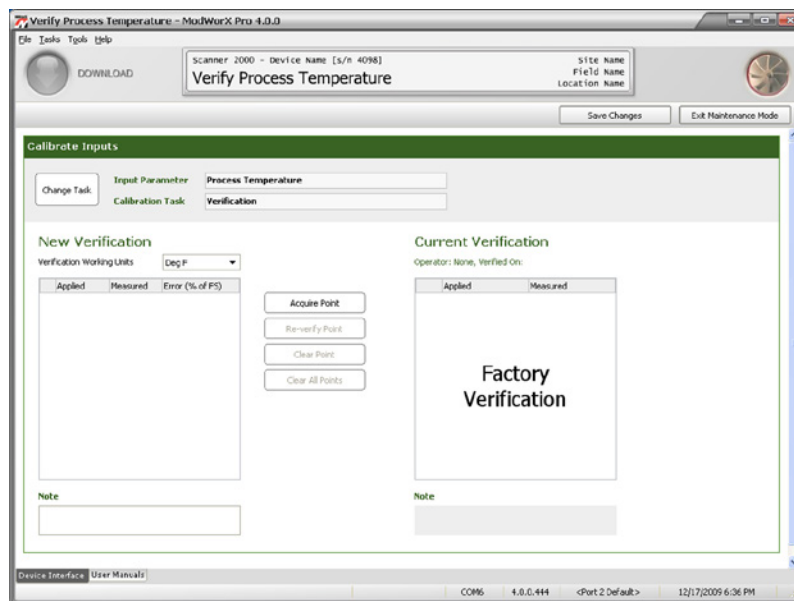 Verify Process Temperature - ModWorX Pro 4.0.0
File Tasks Tools Help
DOWNLOAD
Scanner 2000 - Device Name [s/n 4098]
Verify Process Temperature
Site Name
Field Name
Location Name
Save Changes
Exit Maintenance Mode
Calibrate Inputs
Change Task
Input Parameter Process Temperature
Calibration Task Verification
New Verification
Verification Working Units Deg F
Applied Measured Error (% of FS)
Acquire Point
Re-verify Point
Clear Point
Clear All Points
Note
Current Verification
Operator: None, Verified On:
Applied Measured
Factory
Verification
Note
Device Interface User Manuals
COM6 4.0.0.444 <Port 2 Default> 12/17/2009 6:36 PM